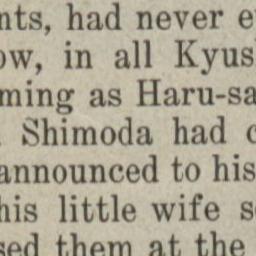 nts, had never e
ow, in all Kyus
ming as Haru-sa
Shimoda had c
announced to his
his little wife s
sed them at the